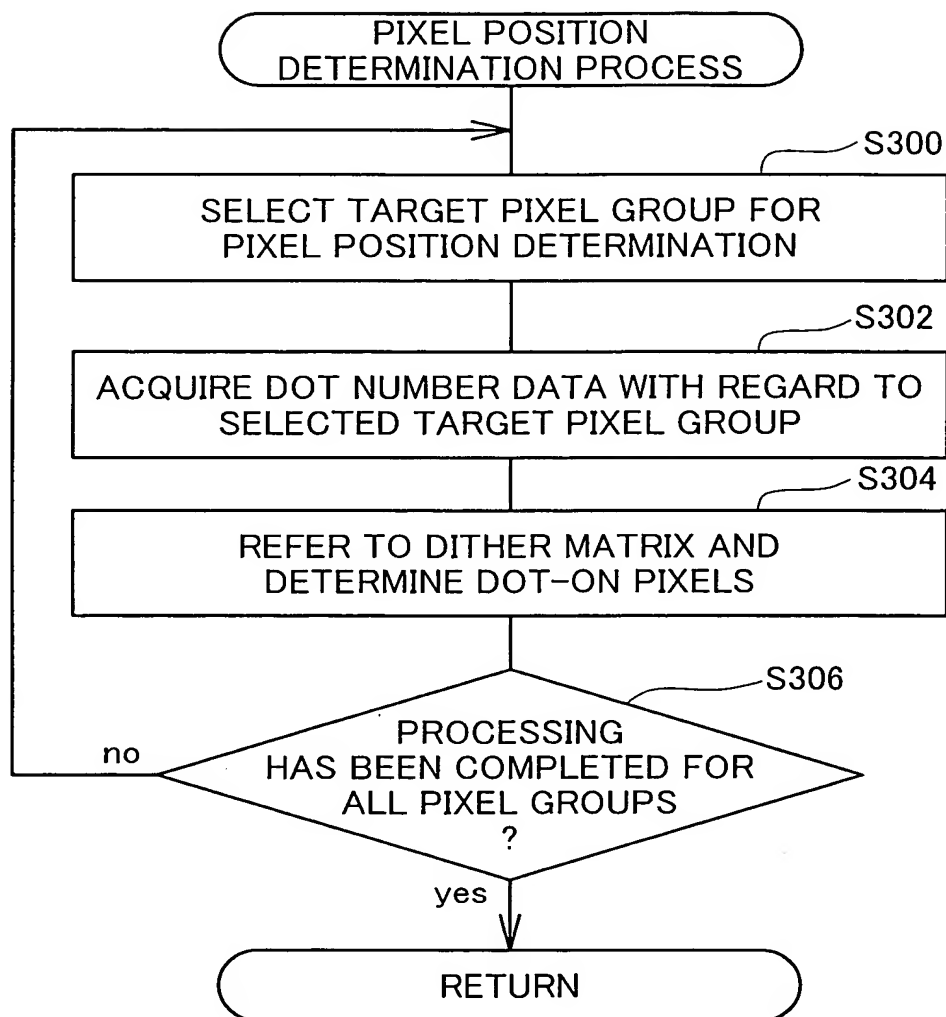 PIXEL POSITION
DETERMINATION PROCESS
S300
SELECT TARGET PIXEL GROUP FOR
PIXEL POSITION DETERMINATION
S302
ACQUIRE DOT NUMBER DATA WITH REGARD TO
SELECTED TARGET PIXEL GROUP
S304
REFER TO DITHER MATRIX AND
DETERMINE DOT-ON PIXELS
S306
PROCESSING
HAS BEEN COMPLETED FOR
ALL PIXEL GROUPS
?
no
yes
RETURN